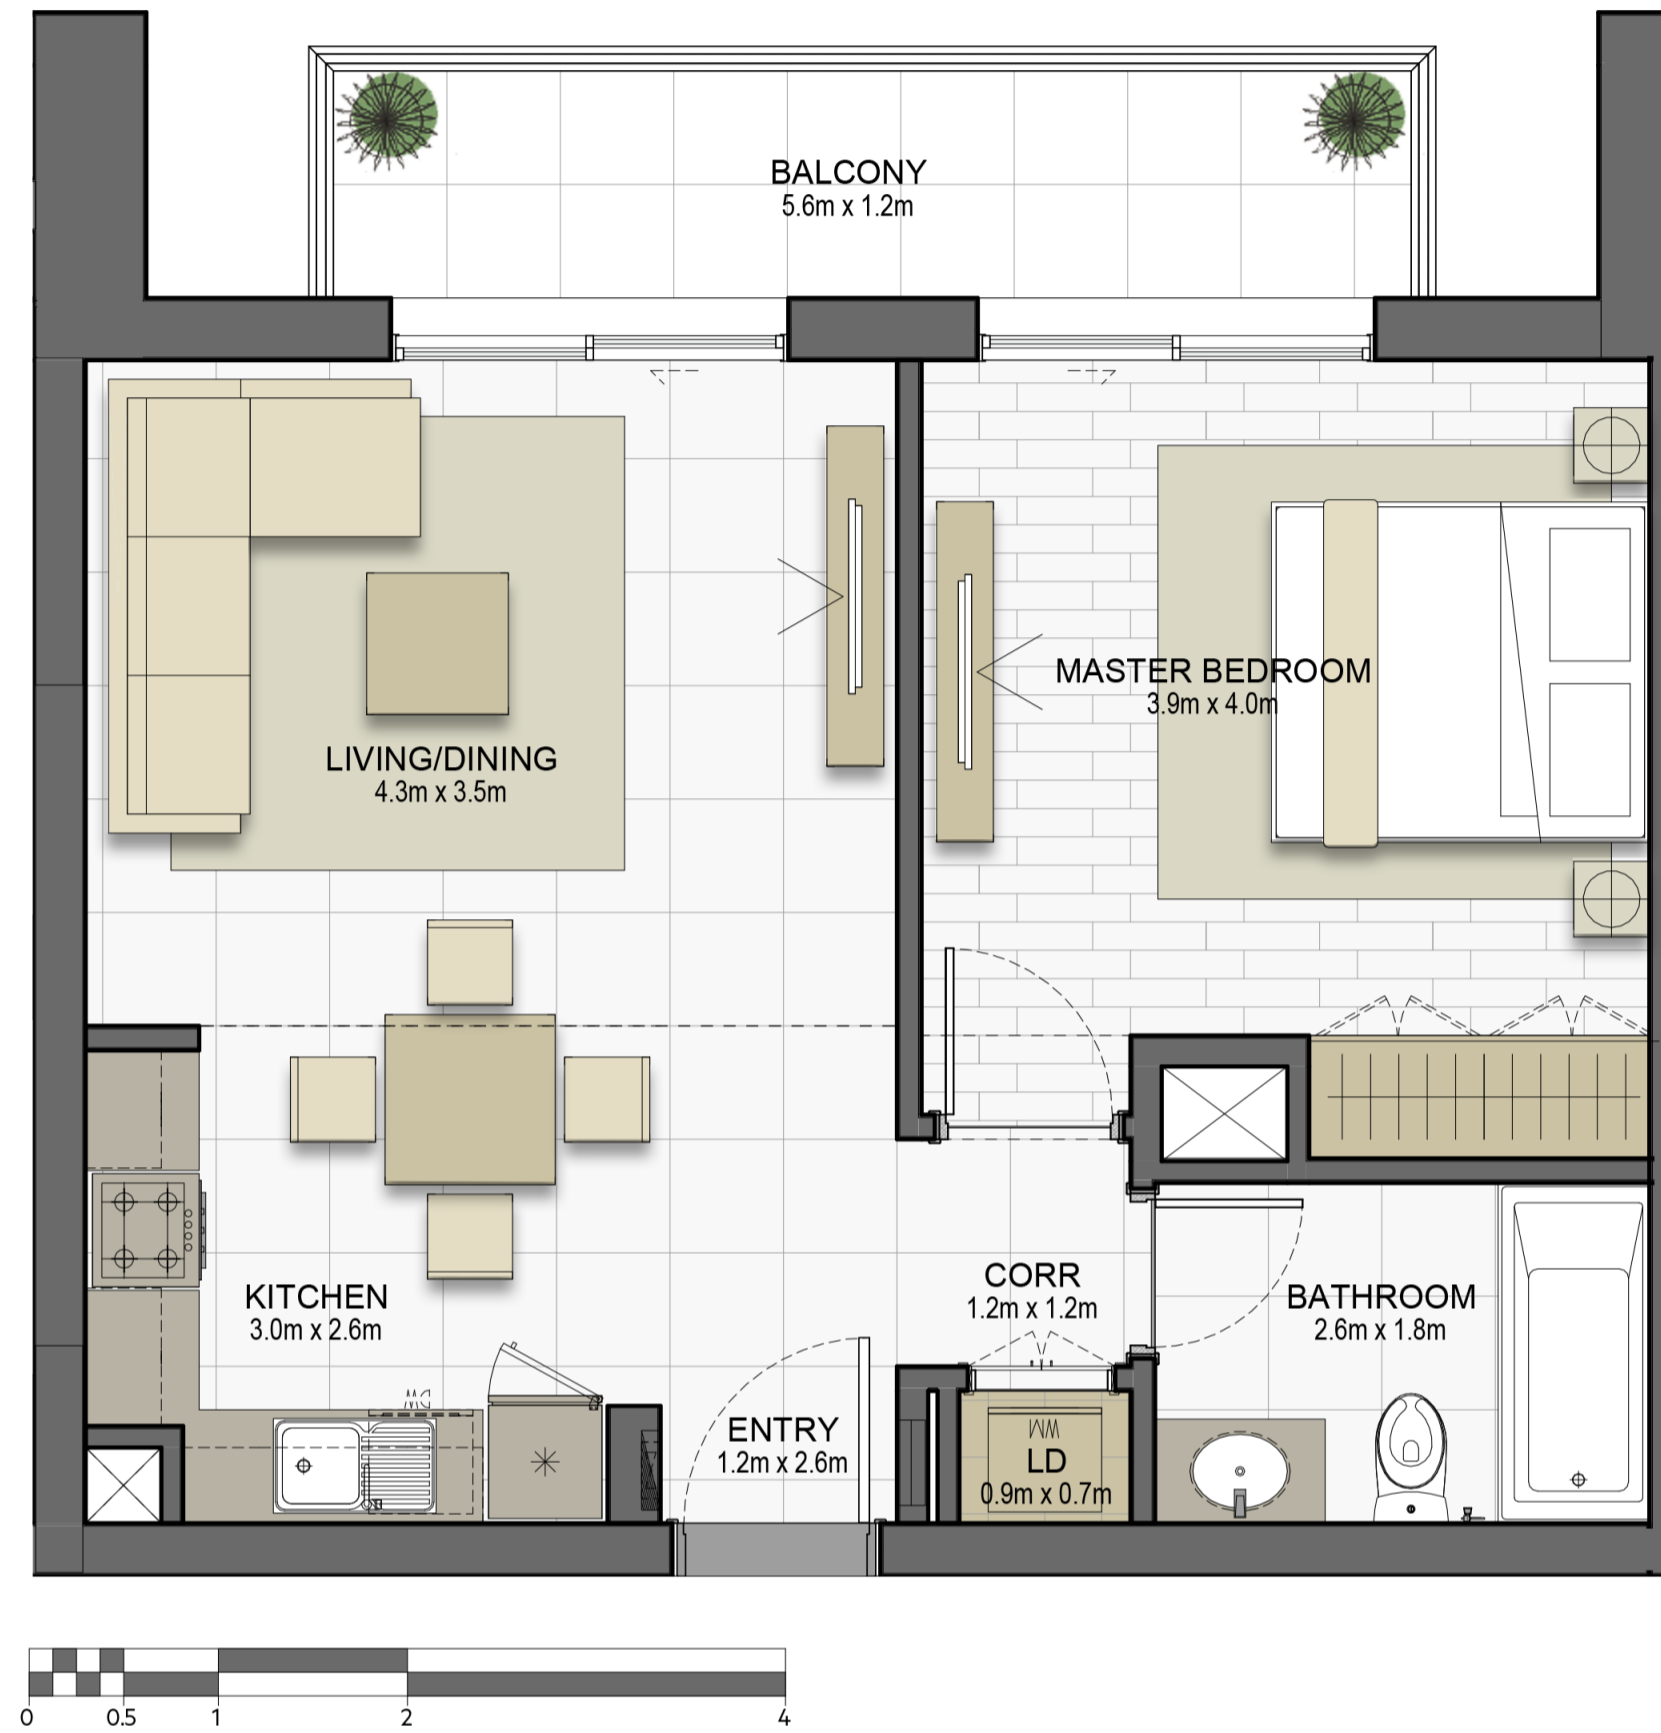 BALCONY
5.6m x 1.2m
MASTER BEDROOM
3.9m x 4.0m
LIVING/DINING
4.3m x 3.5m
KITCHEN
3.0m x 2.6m
CORR
1.2m x 1.2m
BATHROOM
2.6m x 1.8m
DW
ENTRY
1.2m x 2.6m
WM
LD
0.9m x 0.7m
0 0.5 1 2 4